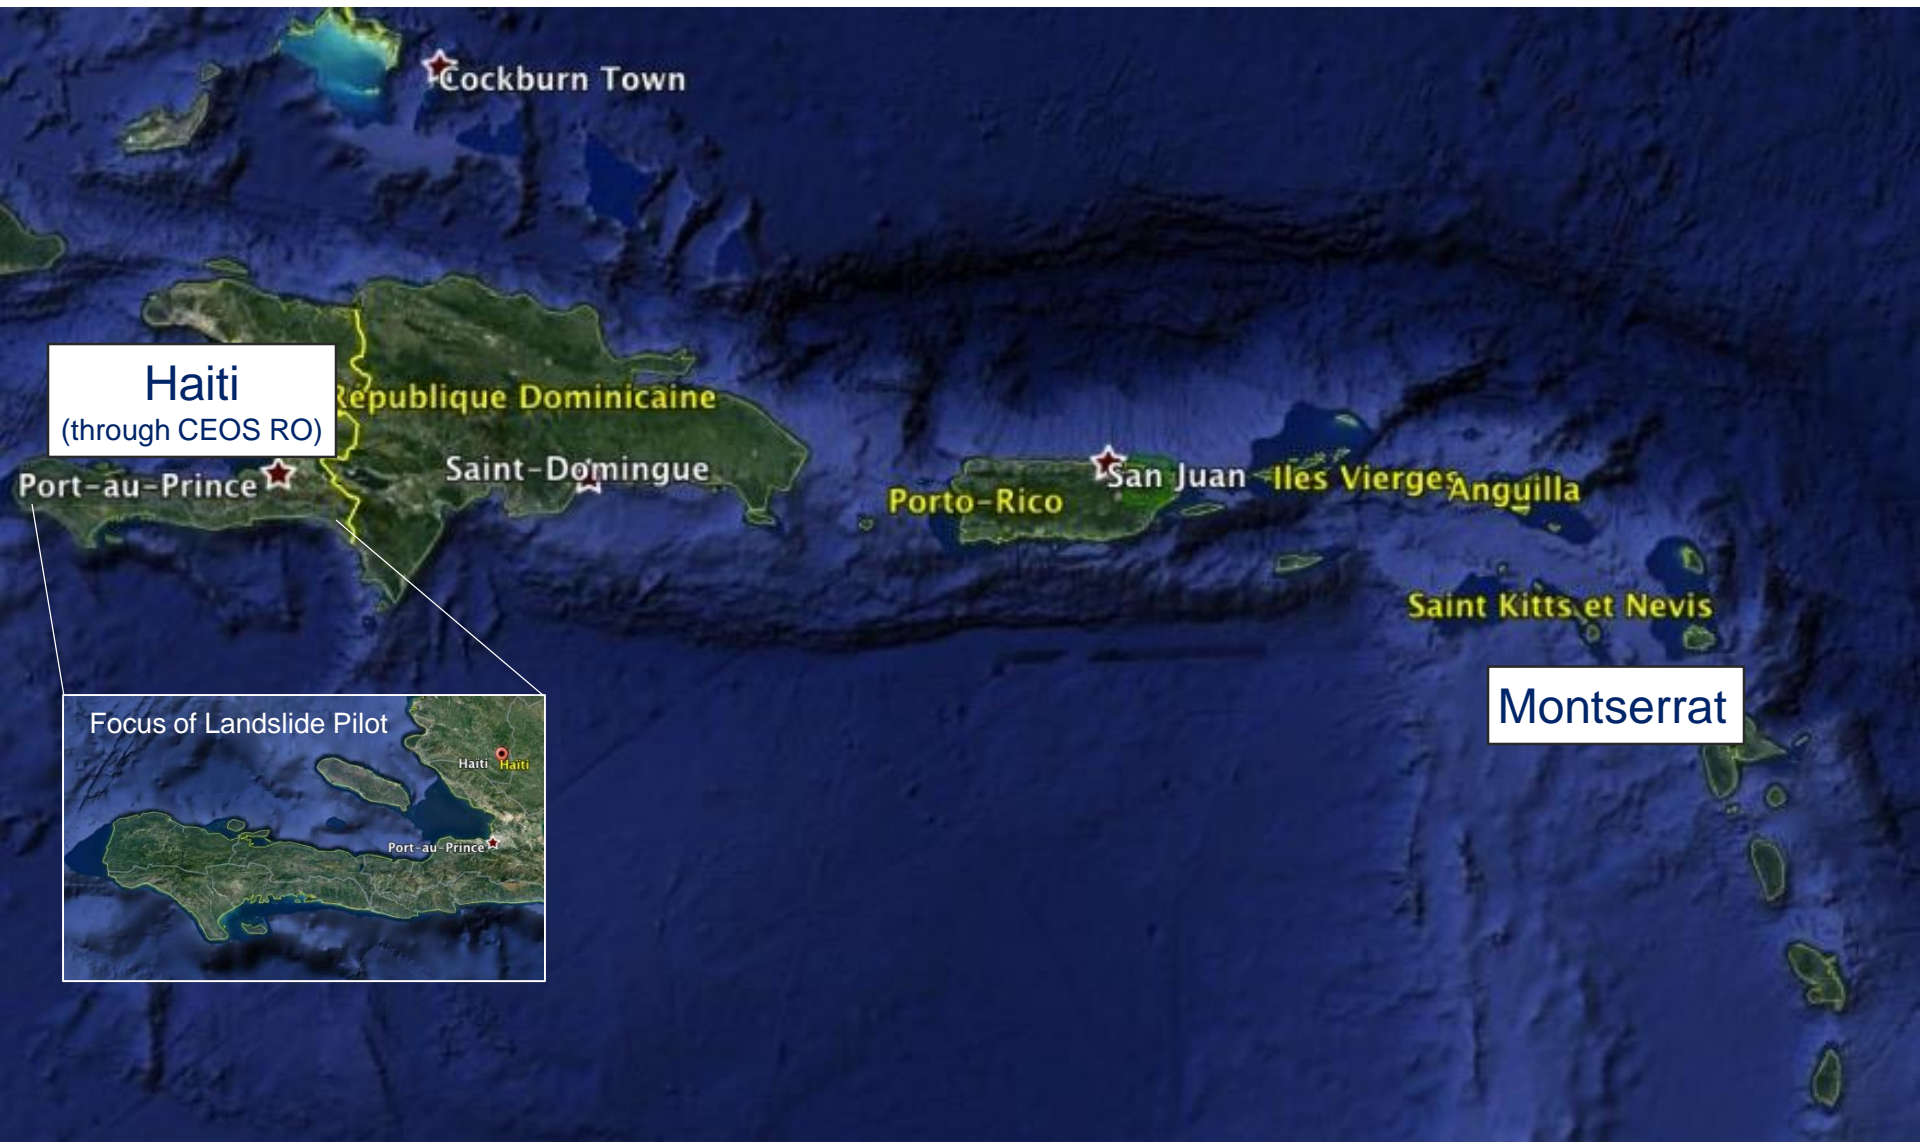 Cockburn Town
Haiti
(through CEOS RO)
République Dominicaine
Saint-Domingue
Port-au-Prince
San Juan
Porto-Rico
Iles Vierges
Anguilla
Saint Kitts et Nevis
Montserrat
Focus of Landslide Pilot
Haiti
Haïti
Port-au-Prince